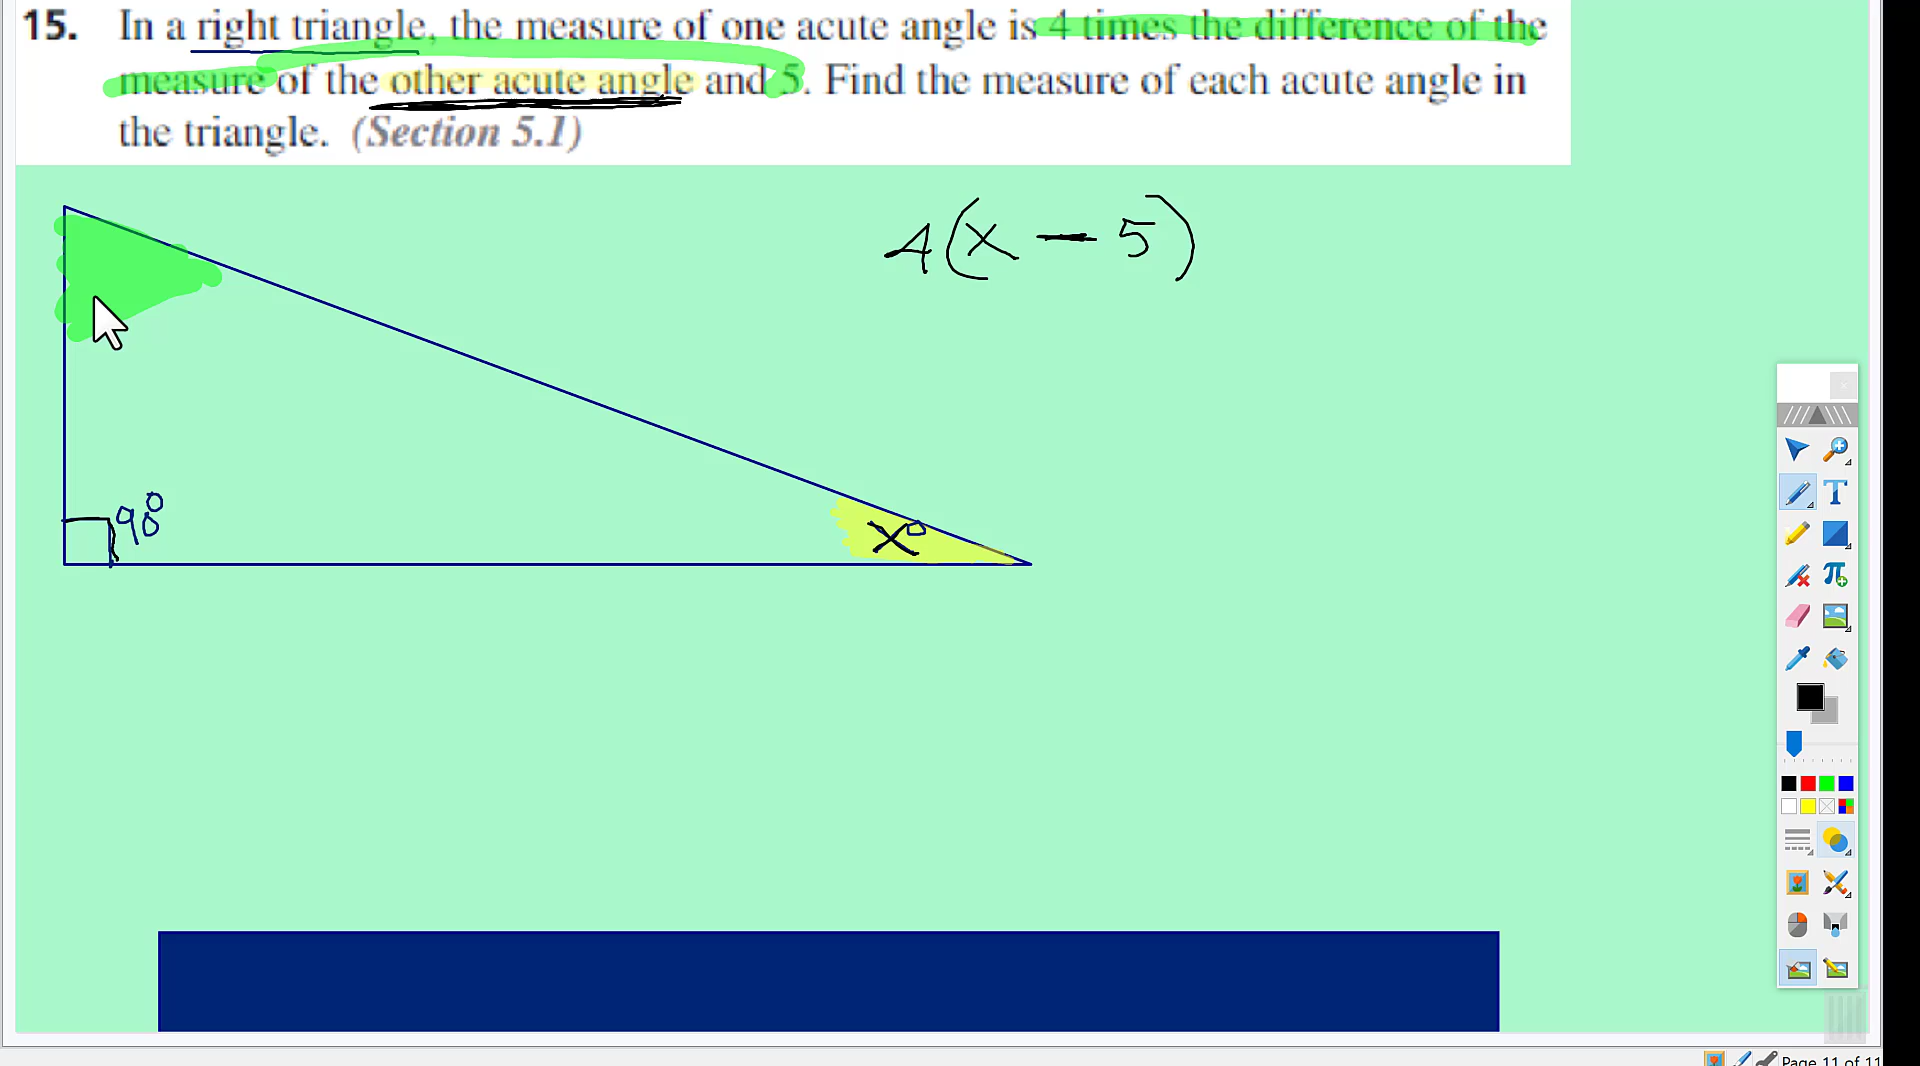 15. In a right triangle, the measure of one acute angle is 4 times the difference of the
measure of the other acute angle and 5. Find the measure of each acute angle in
the triangle. (Section 5.1)
4(x - 5)
90°
x°
T
π
Page 11 of 11